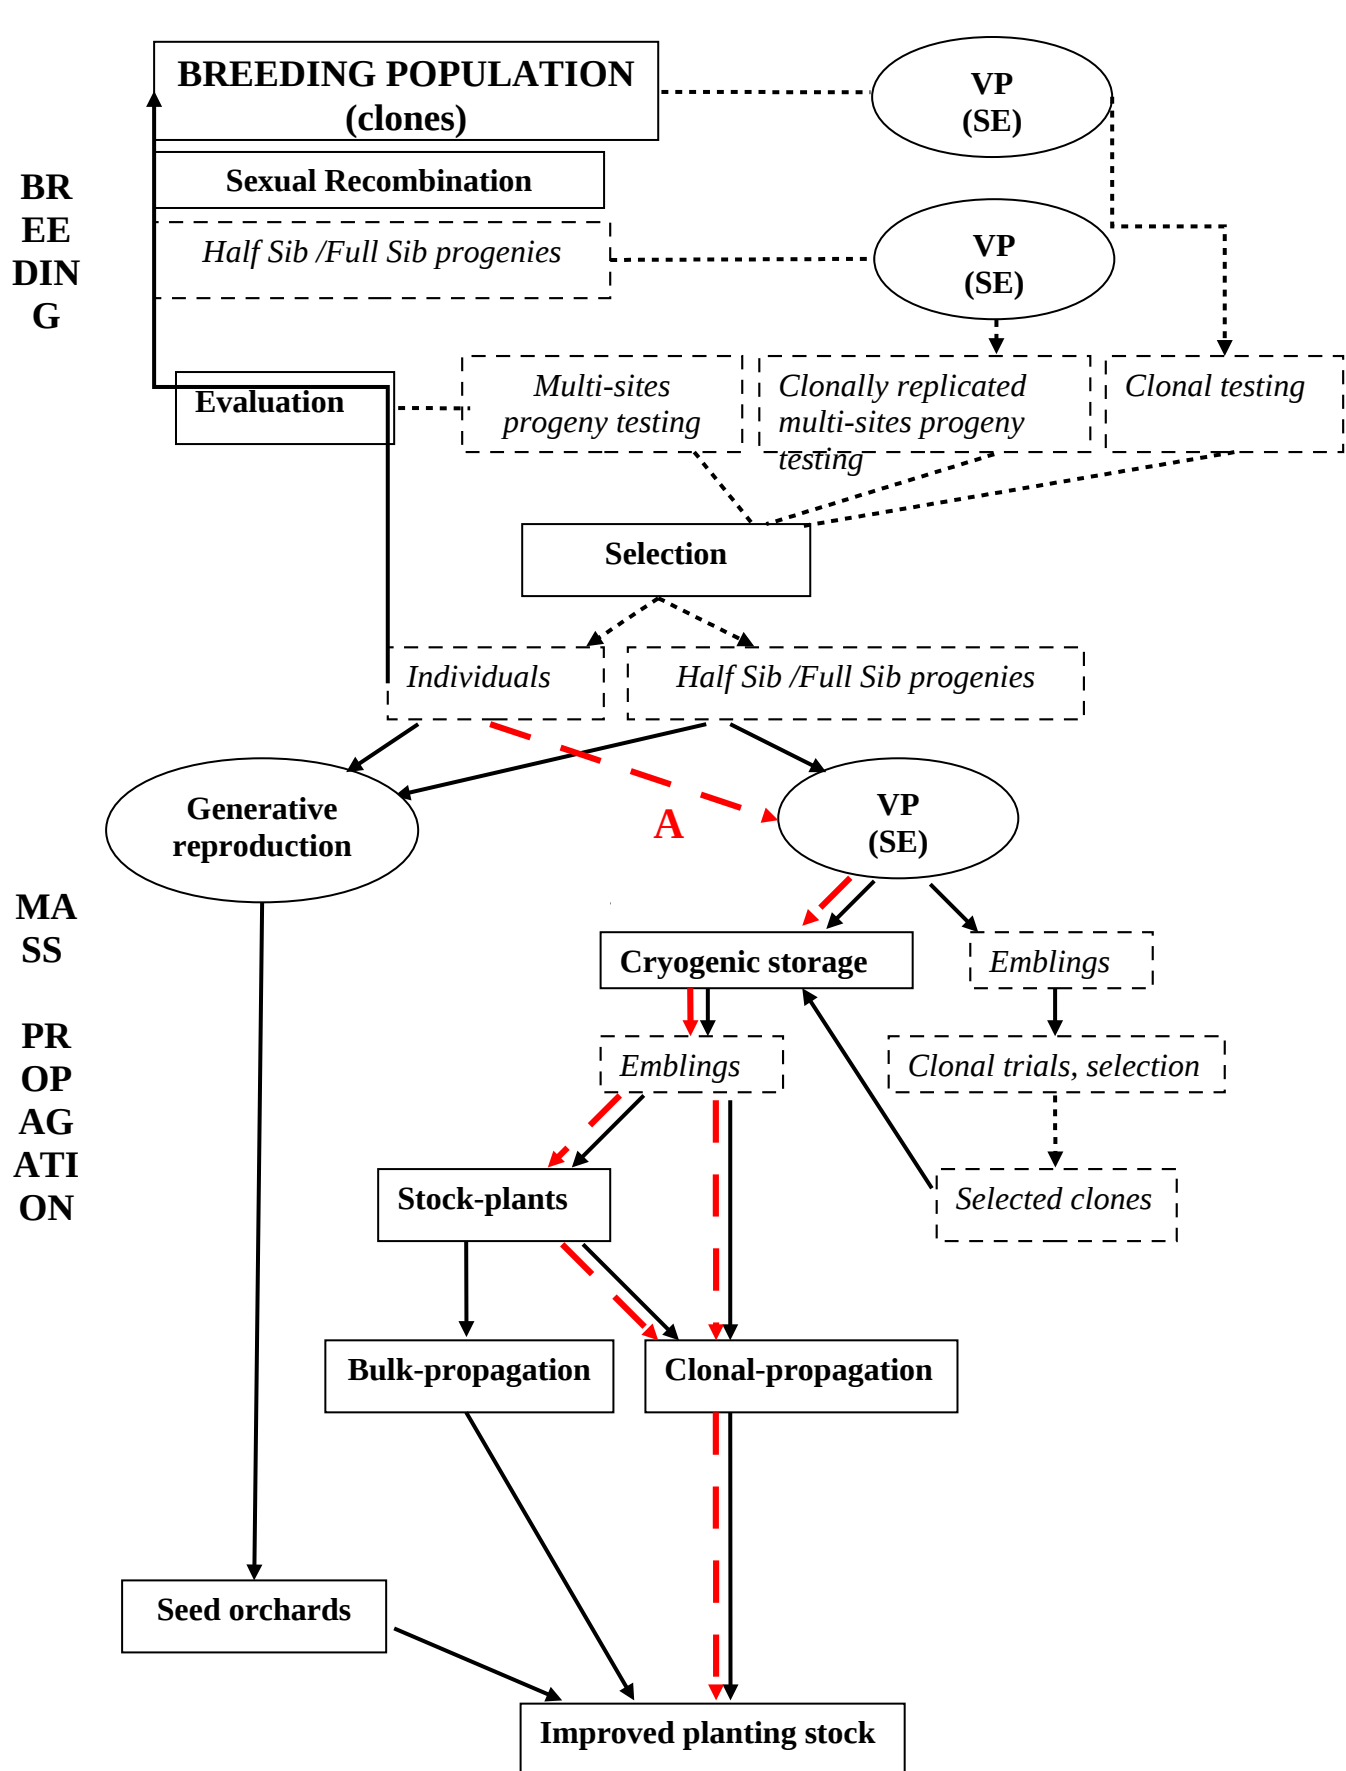 BREEDING POPULATION
(clones)
VP
(SE)
Sexual Recombination
BR
EE
DIN
G
Half Sib /Full Sib progenies
VP
(SE)
Evaluation
Multi-sites
progeny testing
Clonally replicated
multi-sites progeny
testing
Clonal testing
Selection
Individuals
Half Sib /Full Sib progenies
Generative
reproduction
A
VP
(SE)
MA
SS
PR
OP
AG
ATI
ON
Cryogenic storage
Emblings
Emblings
Clonal trials, selection
Stock-plants
Selected clones
Bulk-propagation
Clonal-propagation
Seed orchards
Improved planting stock